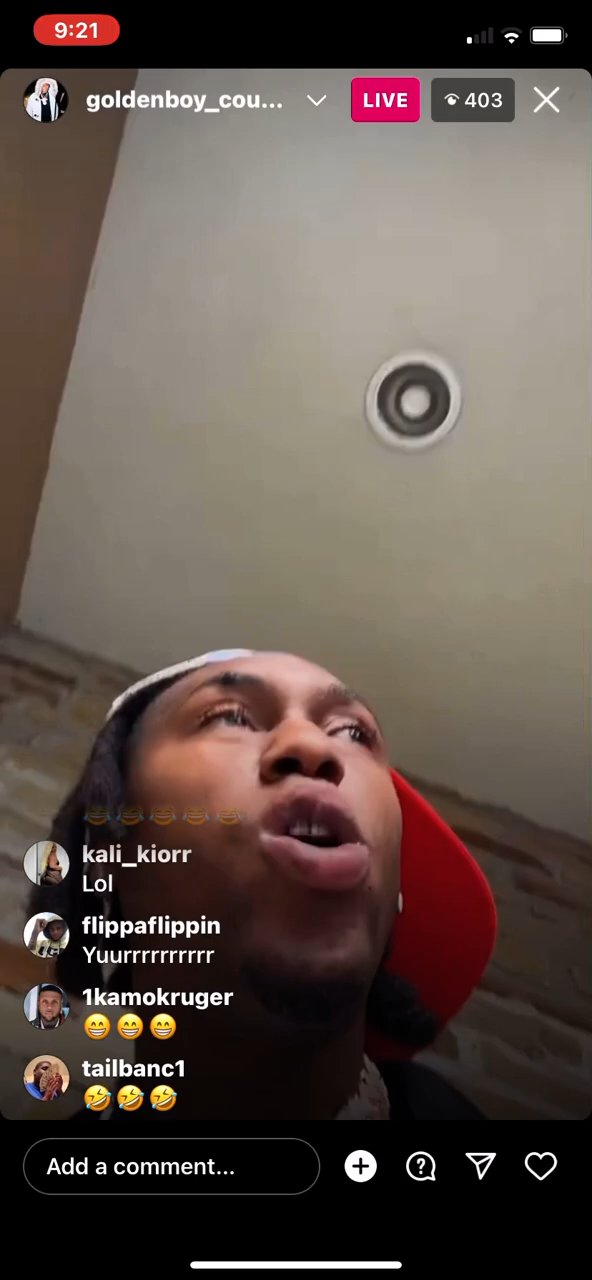 9:21
goldenboy_cou...
LIVE
403
😂😂😂😂😂
kali_kiorr
Lol
flippaflippin
Yuurrrrrrrrrr
1kamokruger
😁😁😁
tailbanc1
🤣🤣🤣
Add a comment...